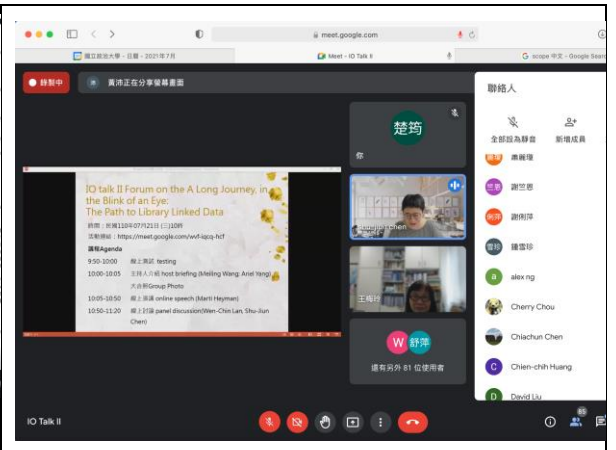 meet.google.com
國立政治大學 - 日曆 - 2021年 7月
Meet - IO Talk II
G scope 中文 - Google Search
錄製中
黃沛正在分享螢幕畫面
IO talk II Forum on the A Long Journey, in
the Blink of an Eye:
The Path to Library Linked Data
時間：民國110年07月21日 (三)10時
活動連結：https://meet.google.com/wvf-iqcq-hcf
議程Agenda
9:50-10:00 線上測試 testing
10:00-10:05 主持人介紹 host briefing (Meiling Wang; Ariel Yang)
大合照Group Photo
10:05-10:50 線上演講 online speech (Marit Heyman)
10:50-11:20 線上討論 panel discussion(Wen-Chin Lan, Shu-Jiun
Chen)
楚筠
你
chen
王梅玲
W 舒萍
還有另外 81 位使用者
聯絡人
全部設為靜音 新增成員
蕭麗瓊
謝竺恩
俐萍 謝俐萍
雪珍 鍾雪珍
a alex ng
Cherry Chou
Chiachun Chen
C Chien-chih Huang
D David Liu
IO Talk II
85